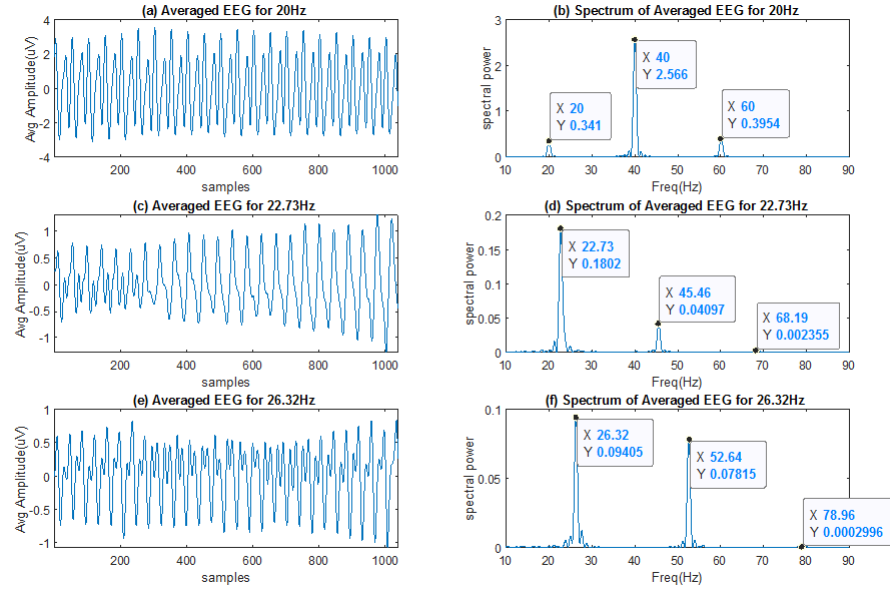 (a) Averaged EEG for 20Hz
Avg Amplitude(uV)
4
2
0
-2
-4
200
400
600
800
1000
samples
(b) Spectrum of Averaged EEG for 20Hz
spectral power
3
2
1
0
X 20
Y 0.341
X 40
Y 2.566
X 60
Y 0.3954
10
20
30
40
50
60
70
80
90
Freq(Hz)
(c) Averaged EEG for 22.73Hz
Avg Amplitude(uV)
1
0.5
0
-0.5
-1
200
400
600
800
1000
samples
(d) Spectrum of Averaged EEG for 22.73Hz
spectral power
0.2
0.15
0.1
0.05
0
X 22.73
Y 0.1802
X 45.46
Y 0.04097
X 68.19
Y 0.002355
10
20
30
40
50
60
70
80
90
Freq(Hz)
(e) Averaged EEG for 26.32Hz
Avg Amplitude(uV)
1
0.5
0
-0.5
-1
200
400
600
800
1000
samples
(f) Spectrum of Averaged EEG for 26.32Hz
spectral power
0.1
0.05
0
X 26.32
Y 0.09405
X 52.64
Y 0.07815
X 78.96
Y 0.0002996
10
20
30
40
50
60
70
80
90
Freq(Hz)